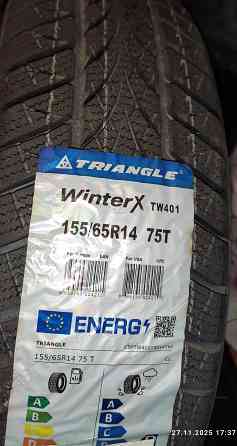 TRIANGLE
WinterX TW401
155/65R14 75T
ENERG
TRIANGLE
155/65R14 75 T
A
B
C
A
B
C
27.11.2025 17:37